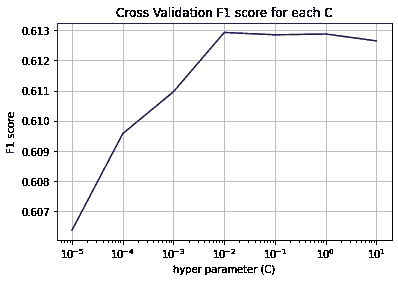 Cross Validation F1 score for each C
0.613
0.612
0.611
0.610
0.609
0.608
0.607
F1 score
10⁻⁵ 10⁻⁴ 10⁻³ 10⁻² 10⁻¹ 10⁰ 10¹
hyper parameter (C)